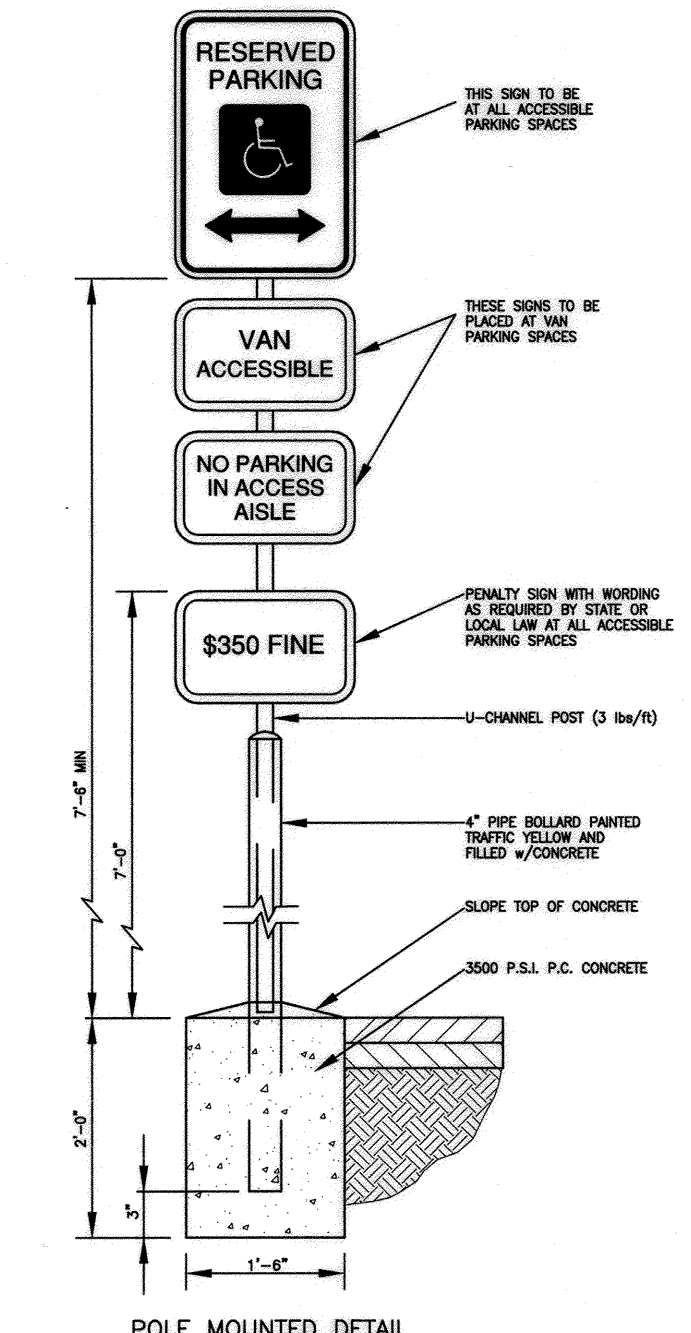 RESERVED
PARKING
THIS SIGN TO BE
AT ALL ACCESSIBLE
PARKING SPACES
VAN
ACCESSIBLE
THESE SIGNS TO BE
PLACED AT VAN
PARKING SPACES
NO PARKING
IN ACCESS
AISLE
$350 FINE
PENALTY SIGN WITH WORDING
AS REQUIRED BY STATE OR
LOCAL LAW AT ALL ACCESSIBLE
PARKING SPACES
U-CHANNEL POST (3 lbs/ft)
7'-6" MIN
7'-0"
4" PIPE BOLLARD PAINTED
TRAFFIC YELLOW AND
FILLED w/CONCRETE
SLOPE TOP OF CONCRETE
3500 P.S.I. P.C. CONCRETE
2'-0"
3"
1'-6"
POLE MOUNTED DETAIL